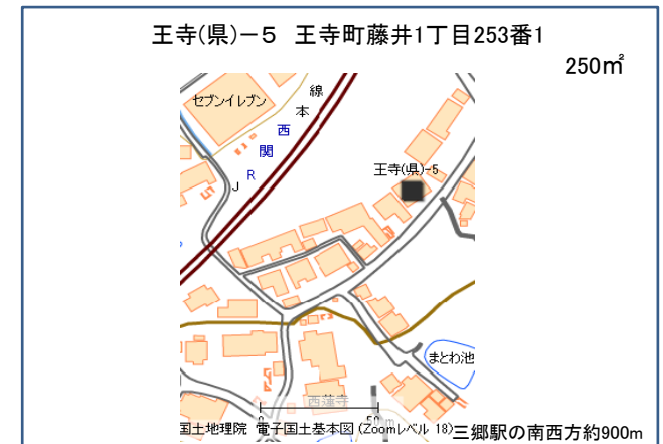 王寺(県)－５ 王寺町藤井1丁目253番1
250㎡
セブンイレブン
JR関西本線
王寺(県)-5
まとわ池
西蓮寺
0 50m
国土地理院 電子国土基本図 (Zoomレベル 18)
三郷駅の南西方約900m